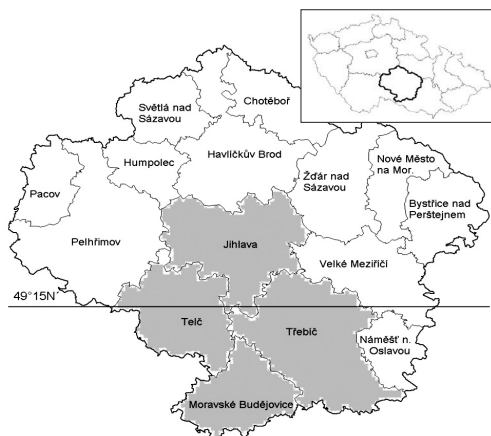 Světlá nad
Sázavou
Chotěboř
Humpolec
Havlíčkův Brod
Žďár nad
Sázavou
Nové Město
na Mor.
Pacov
Bystřice nad
Perštejnem
Pelhřimov
Jihlava
Velké Meziříčí
49°15N
Telč
Třebíč
Náměšť n.
Oslavou
Moravské Budějovice